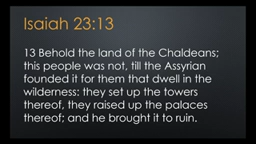 Isaiah 23:13
13 Behold the land of the Chaldeans;
this people was not, till the Assyrian
founded it for them that dwell in the
wilderness: they set up the towers
thereof, they raised up the palaces
thereof; and he brought it to ruin.